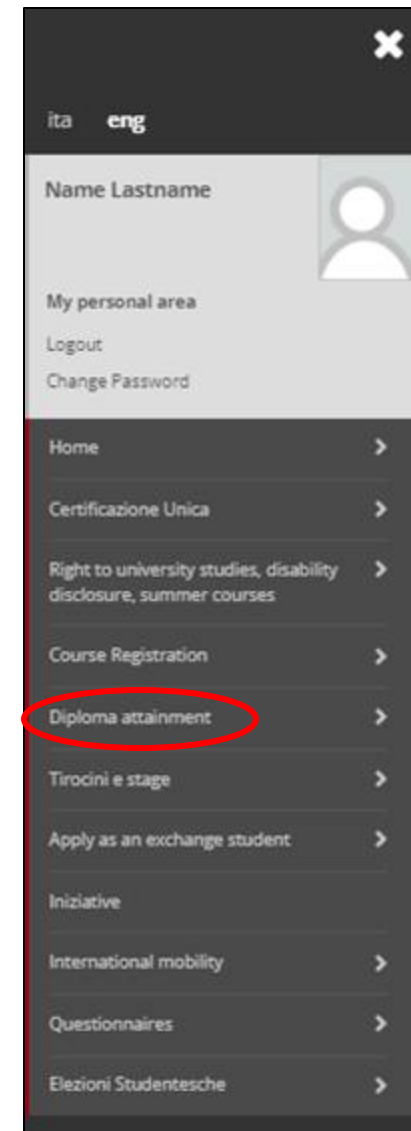 ita eng
Name Lastname
My personal area
Logout
Change Password
Home
Certificazione Unica
Right to university studies, disability
disclosure, summer courses
Course Registration
Diploma attainment
Tirocini e stage
Apply as an exchange student
Iniziative
International mobility
Questionnaires
Elezioni Studentesche